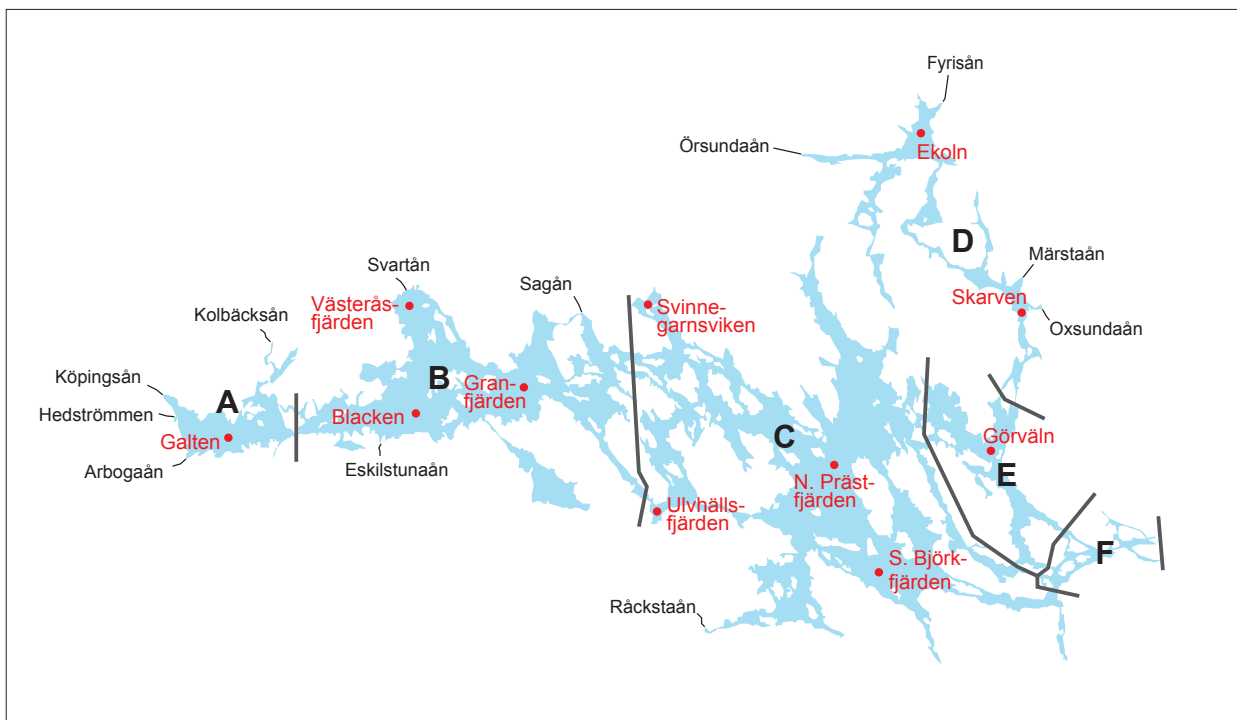 Fyrisån
Örsundaån
Ekoln
D
Märstaån
Svartån
Sagån
Skarven
Västerås-
fjärden
Svinne-
garnsviken
Oxsundaån
Kolbäcksån
Köpingsån
A
B
Gran-
fjärden
Hedströmmen
Blacken
C
Görväln
Galten
Arbogaån
Eskilstunaån
N. Präst-
fjärden
E
Ulvhälls-
fjärden
F
S. Björk-
fjärden
Råckstaån